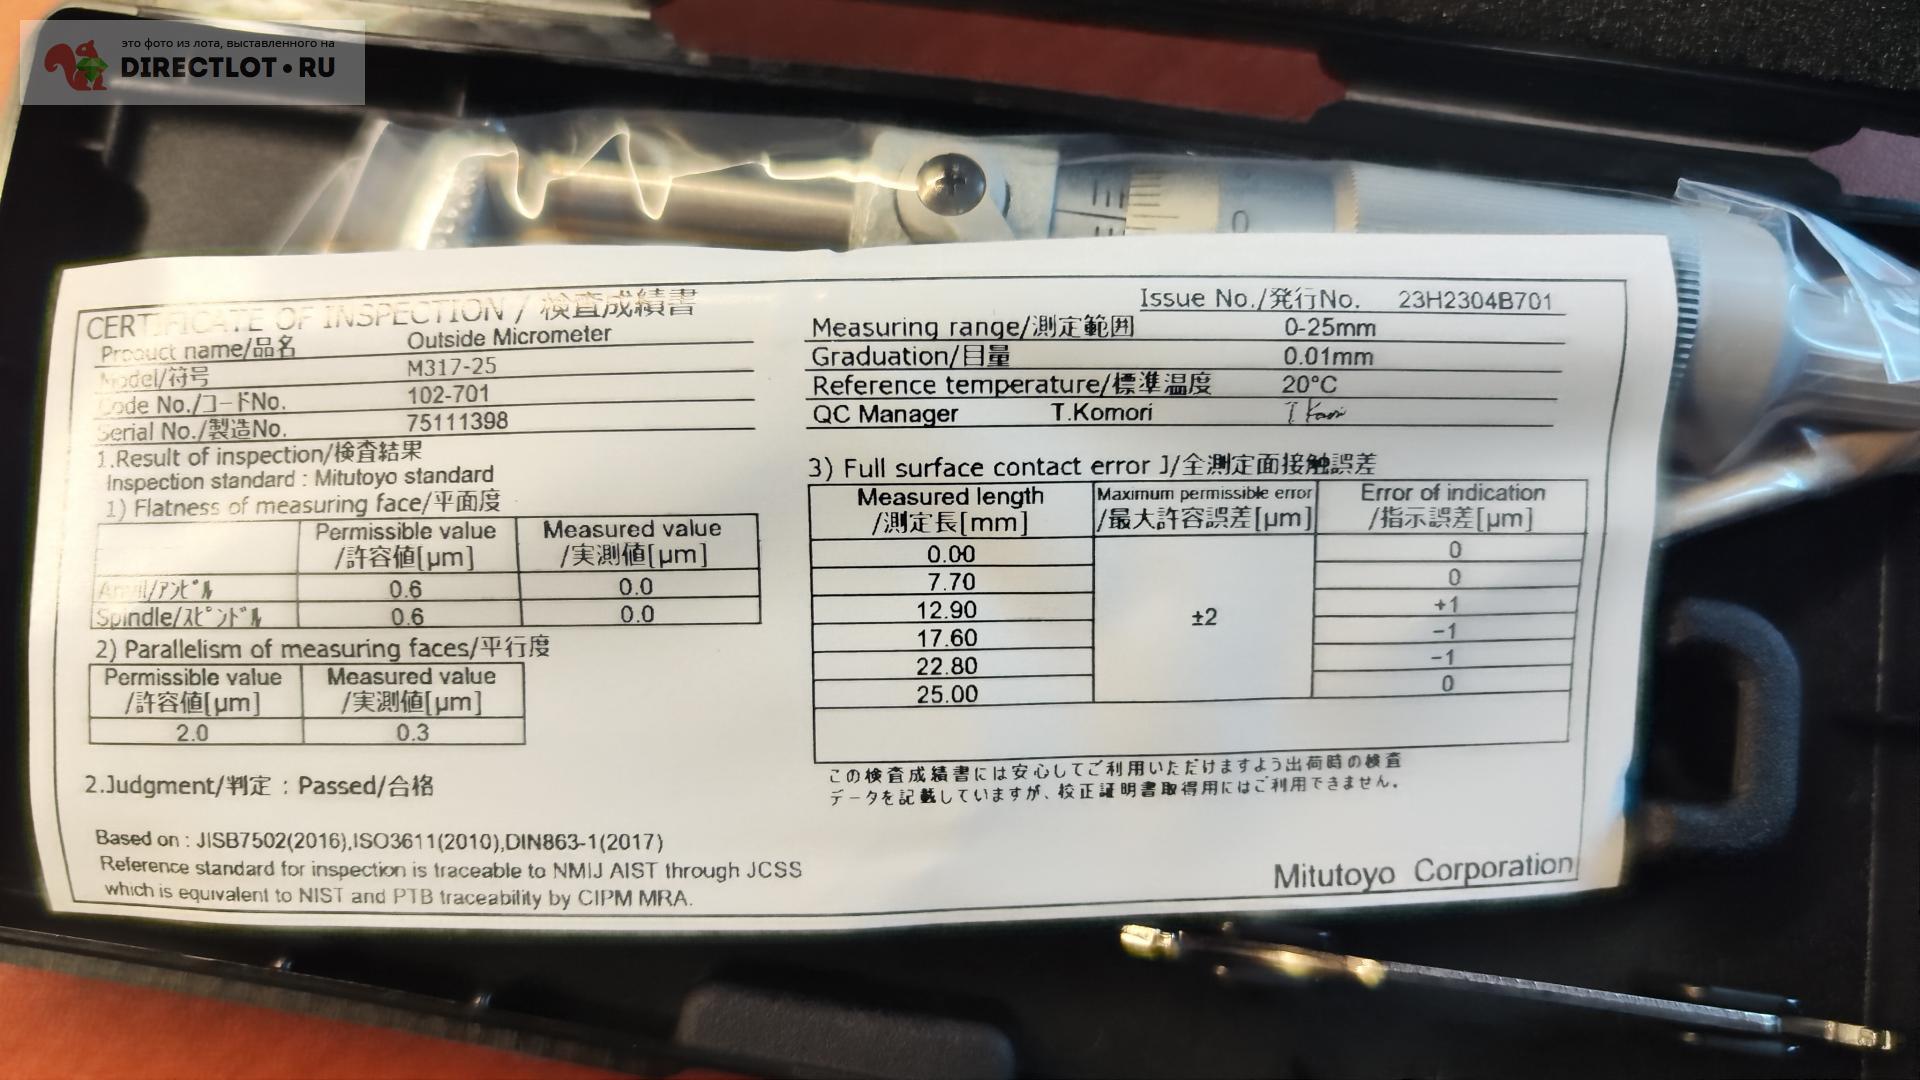 это фото из лота, выставленного на
DIRECTLOT•RU
0
CERTIFICATE OF INSPECTION / 検査成績書
Product name/品名 Outside Micrometer
Model/符号 M317-25
Code No./コードNo. 102-701
Serial No./製造No. 75111398
1.Result of inspection/検査結果
Inspection standard : Mitutoyo standard
1) Flatness of measuring face/平面度
Permissible value Measured value
/許容値[μm] /実測値[μm]
Anvil/ｱﾝﾋﾞﾙ 0.6 0.0
Spindle/ｽﾋﾟﾝﾄﾞﾙ 0.6 0.0
2) Parallelism of measuring faces/平行度
Permissible value Measured value
/許容値[μm] /実測値[μm]
2.0 0.3
2.Judgment/判定 : Passed/合格
Based on : JISB7502(2016),ISO3611(2010),DIN863-1(2017)
Reference standard for inspection is traceable to NMIJ AIST through JCSS
which is equivalent to NIST and PTB traceability by CIPM MRA.
Issue No./発行No. 23H2304B701
Measuring range/測定範囲 0-25mm
Graduation/目量 0.01mm
Reference temperature/標準温度 20°C
QC Manager T.Komori
3) Full surface contact error J/全測定面接触誤差
Measured length Maximum permissible error Error of indication
/測定長[mm] /最大許容誤差[μm] /指示誤差[μm]
0.00 0
7.70 0
12.90 ±2 +1
17.60 −1
22.80 −1
25.00 0
この検査成績書には安心してご利用いただけますよう出荷時の検査
データを記載していますが、校正証明書取得用にはご利用できません。
Mitutoyo Corporation